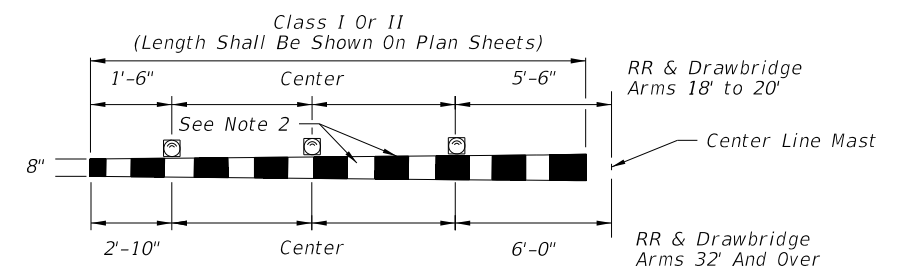 Class I Or II
(Length Shall Be Shown On Plan Sheets)
1'-6"
Center
5'-6"
RR & Drawbridge
Arms 18' to 20'
See Note 2
Center Line Mast
8"
2'-10"
Center
6'-0"
RR & Drawbridge
Arms 32' And Over